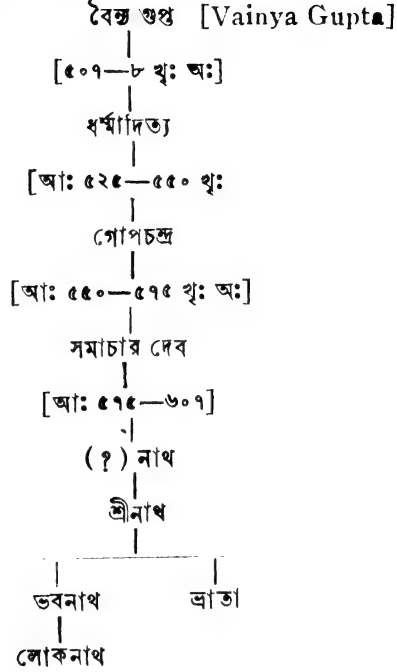 বৈন্য গুপ্ত [Vainya Gupta]
[৫০৭—৮ খৃঃ অঃ]
ধর্ম্মাদিত্য
[আঃ ৫২৫—৫৫০ খৃঃ
গোপচন্দ্র
[আঃ ৫৫০—৫৭৫ খৃঃ অঃ]
সমাচার দেব
[আঃ ৫৭৫—৬০৭]
(?) নাথ
শ্রীনাথ
ভবনাথ ভ্রাতা
লোকনাথ